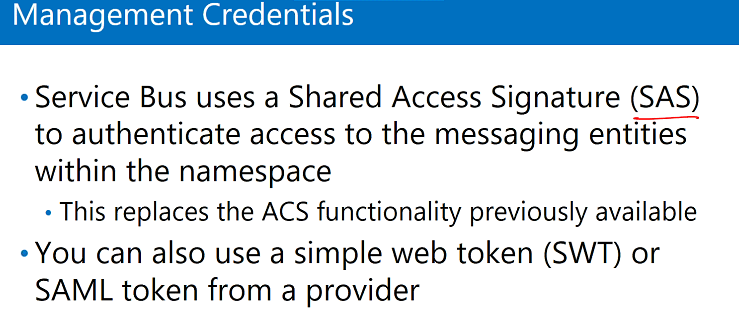 Management Credentials
• Service Bus uses a Shared Access Signature (SAS)
to authenticate access to the messaging entities
within the namespace
• This replaces the ACS functionality previously available
• You can also use a simple web token (SWT) or
SAML token from a provider